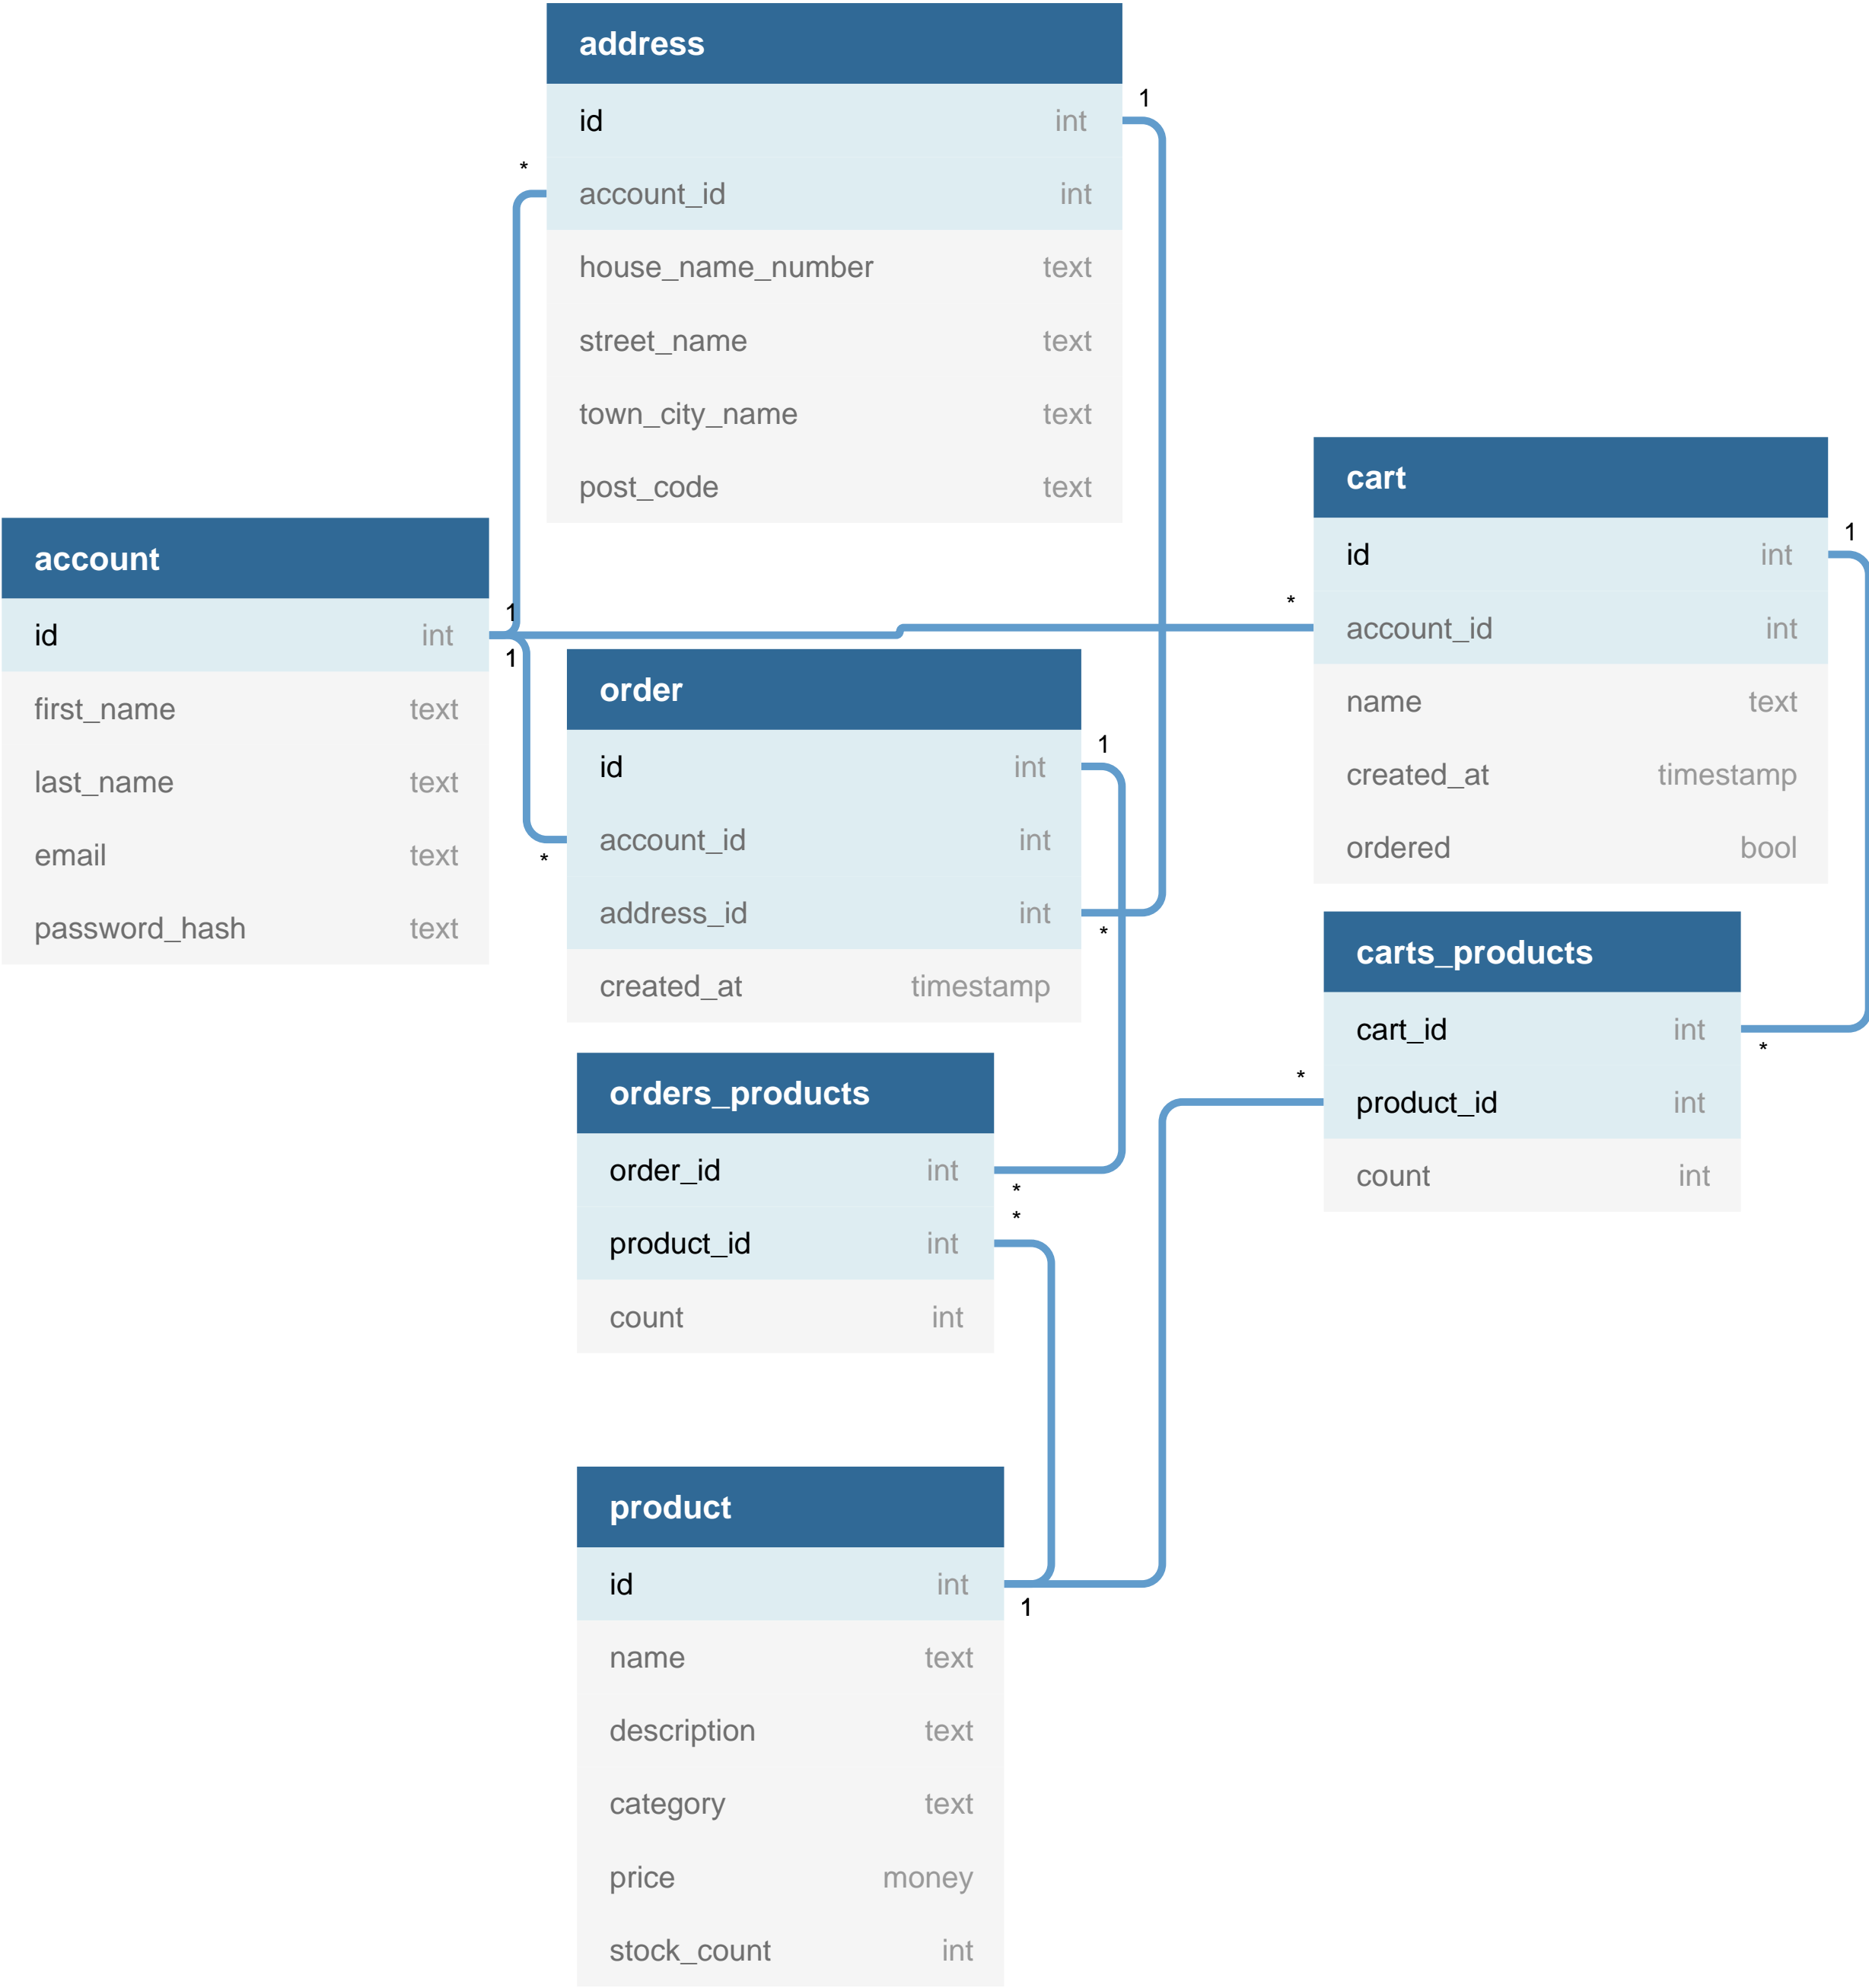 address
id int
account_id int
house_name_number text
street_name text
town_city_name text
post_code text
1
*
account
id int
first_name text
last_name text
email text
password_hash text
1
1
order
id int
account_id int
address_id int
created_at timestamp
1
*
*
cart
id int
account_id int
name text
created_at timestamp
ordered bool
1
*
carts_products
cart_id int
product_id int
count int
*
*
orders_products
order_id int
product_id int
count int
*
*
product
id int
name text
description text
category text
price money
stock_count int
1